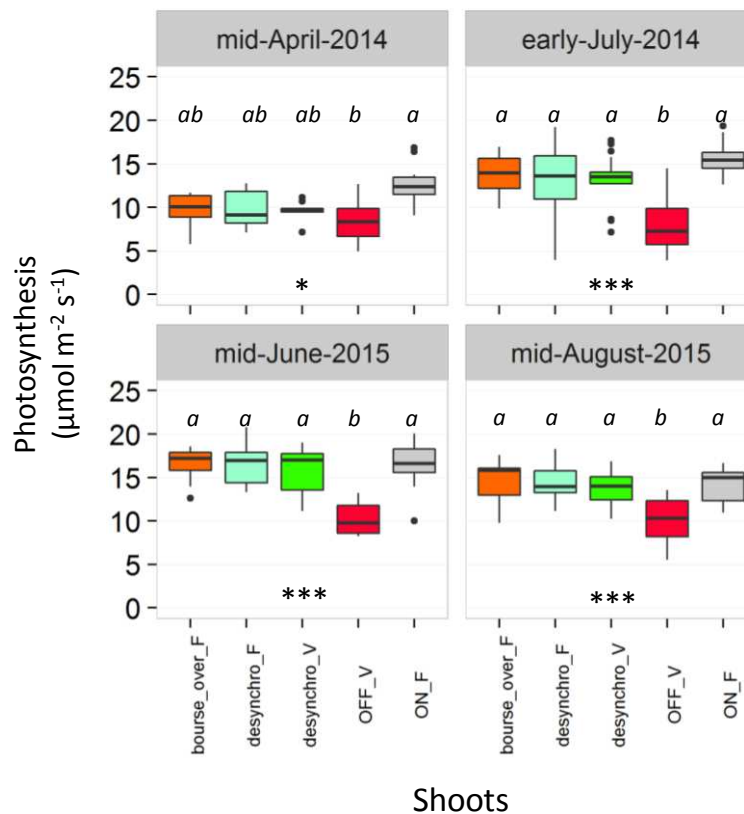 mid-April-2014
early-July-2014
25
20
15
10
5
0
ab ab ab b a
a a a b a
*
***
mid-June-2015
mid-August-2015
25
20
15
10
5
0
a a a b a
a a a b a
***
***
Photosynthesis
(µmol m⁻² s⁻¹)
bourse_over_F
desynchro_F
desynchro_V
OFF_V
ON_F
bourse_over_F
desynchro_F
desynchro_V
OFF_V
ON_F
Shoots